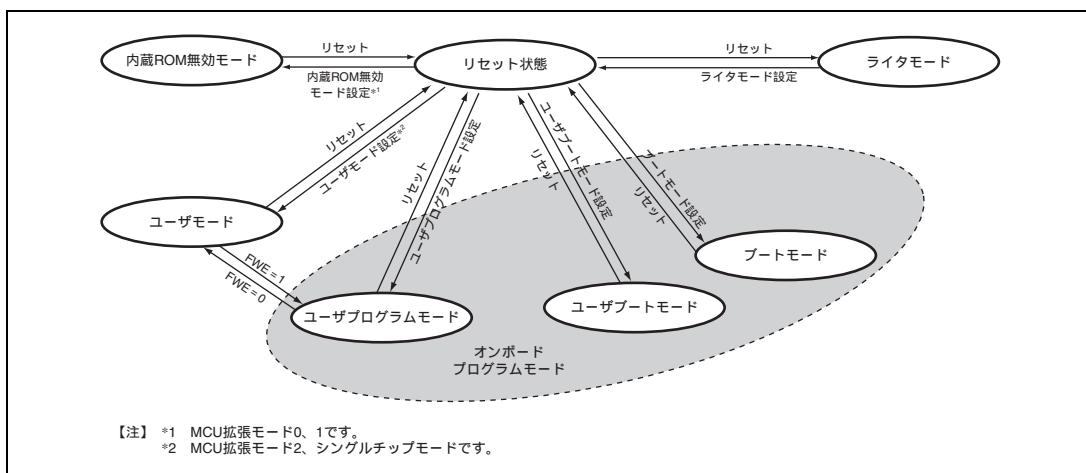 内蔵ROM無効モード
リセット
内蔵ROM無効
モード設定*1
リセット状態
リセット
ライタモード設定
ライタモード
リセット
ユーザモード設定*2
リセット
ユーザプログラムモード設定
ユーザブートモード設定
リセット
ブートモード設定
リセット
ユーザモード
FWE=1
FWE=0
ユーザプログラムモード
ユーザブートモード
ブートモード
オンボード
プログラムモード
【注】 *1 MCU拡張モード0、1です。
*2 MCU拡張モード2、シングルチップモードです。